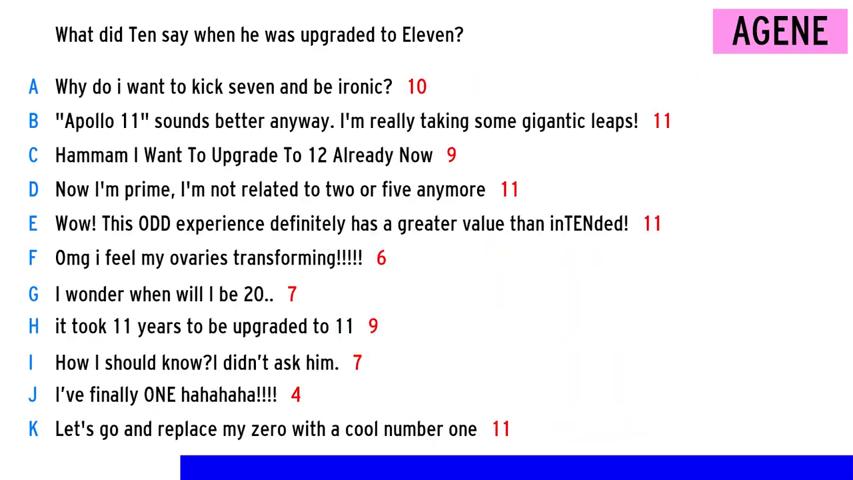 What did Ten say when he was upgraded to Eleven?
AGENE
A Why do i want to kick seven and be ironic? 10
B "Apollo 11" sounds better anyway. I'm really taking some gigantic leaps! 11
C Hammam I Want To Upgrade To 12 Already Now 9
D Now I'm prime, I'm not related to two or five anymore 11
E Wow! This ODD experience definitely has a greater value than inTENded! 11
F Omg i feel my ovaries transforming!!!!! 6
G I wonder when will I be 20.. 7
H it took 11 years to be upgraded to 11 9
I How I should know?I didn't ask him. 7
J I've finally ONE hahahaha!!!! 4
K Let's go and replace my zero with a cool number one 11